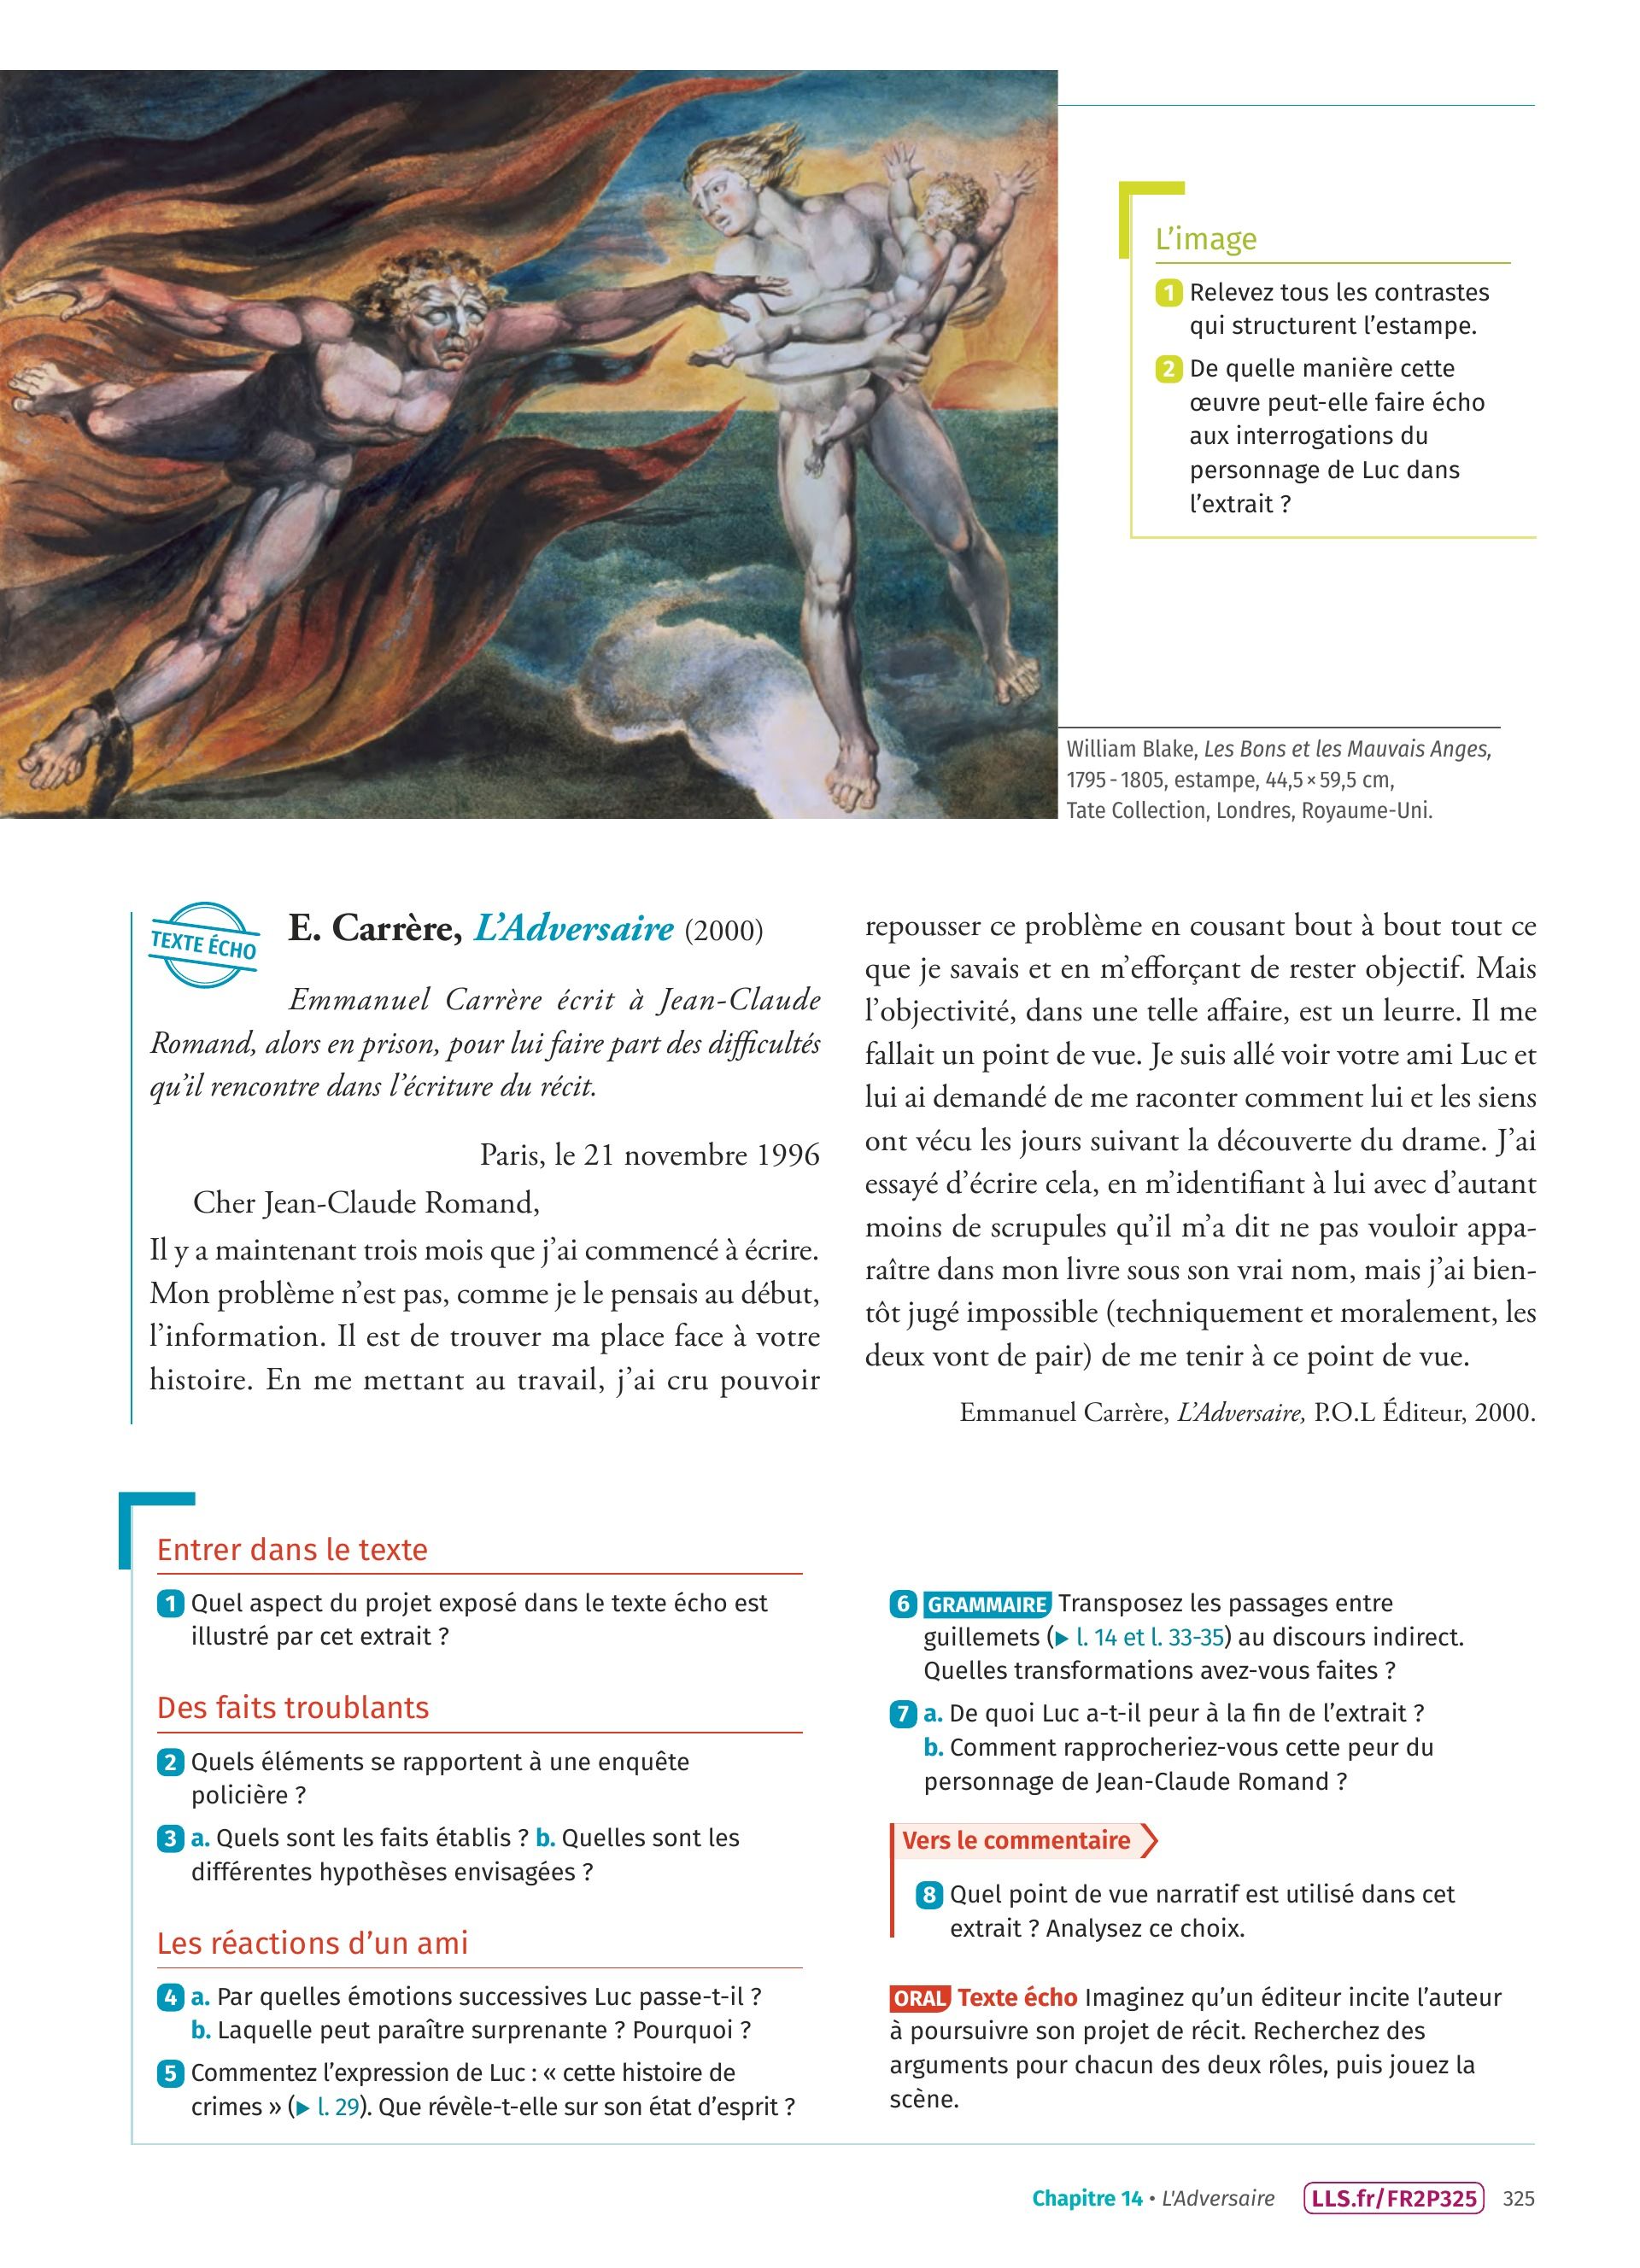 L'image
1 Relevez tous les contrastes
qui structurent l'estampe.
2 De quelle manière cette
œuvre peut-elle faire écho
aux interrogations du
personnage de Luc dans
l'extrait ?
William Blake, Les Bons et les Mauvais Anges,
1795 - 1805, estampe, 44,5 × 59,5 cm,
Tate Collection, Londres, Royaume-Uni.
TEXTE ÉCHO
E. Carrère, L'Adversaire (2000)
Emmanuel Carrère écrit à Jean-Claude
Romand, alors en prison, pour lui faire part des difficultés
qu'il rencontre dans l'écriture du récit.
Paris, le 21 novembre 1996
Cher Jean-Claude Romand,
Il y a maintenant trois mois que j'ai commencé à écrire.
Mon problème n'est pas, comme je le pensais au début,
l'information. Il est de trouver ma place face à votre
histoire. En me mettant au travail, j'ai cru pouvoir
repousser ce problème en cousant bout à bout tout ce
que je savais et en m'efforçant de rester objectif. Mais
l'objectivité, dans une telle affaire, est un leurre. Il me
fallait un point de vue. Je suis allé voir votre ami Luc et
lui ai demandé de me raconter comment lui et les siens
ont vécu les jours suivant la découverte du drame. J'ai
essayé d'écrire cela, en m'identifiant à lui avec d'autant
moins de scrupules qu'il m'a dit ne pas vouloir appa-
raître dans mon livre sous son vrai nom, mais j'ai bien-
tôt jugé impossible (techniquement et moralement, les
deux vont de pair) de me tenir à ce point de vue.
Emmanuel Carrère, L'Adversaire, P.O.L Éditeur, 2000.
Entrer dans le texte
1 Quel aspect du projet exposé dans le texte écho est
illustré par cet extrait ?
Des faits troublants
2 Quels éléments se rapportent à une enquête
policière ?
3 a. Quels sont les faits établis ? b. Quelles sont les
différentes hypothèses envisagées ?
Les réactions d'un ami
4 a. Par quelles émotions successives Luc passe-t-il ?
b. Laquelle peut paraître surprenante ? Pourquoi ?
5 Commentez l'expression de Luc : « cette histoire de
crimes » (▶ l. 29). Que révèle-t-elle sur son état d'esprit ?
6 GRAMMAIRE Transposez les passages entre
guillemets (▶ l. 14 et l. 33-35) au discours indirect.
Quelles transformations avez-vous faites ?
7 a. De quoi Luc a-t-il peur à la fin de l'extrait ?
b. Comment rapprocheriez-vous cette peur du
personnage de Jean-Claude Romand ?
Vers le commentaire
8 Quel point de vue narratif est utilisé dans cet
extrait ? Analysez ce choix.
ORAL Texte écho Imaginez qu'un éditeur incite l'auteur
à poursuivre son projet de récit. Recherchez des
arguments pour chacun des deux rôles, puis jouez la
scène.
Chapitre 14 • L'Adversaire LLS.fr/FR2P325 325